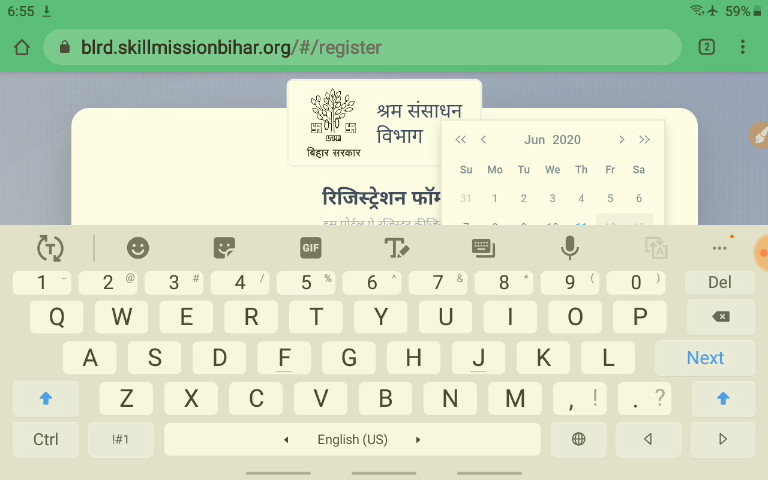 6:55
59%
blrd.skillmissionbihar.org/#/register
2
श्रम संसाधन
विभाग
बिहार सरकार
« ‹ Jun 2020 › »
Su Mo Tu We Th Fr Sa
31 1 2 3 4 5 6
रिजिस्ट्रेशन फॉर्म
GIF
1 - 2 @ 3 # 4 / 5 % 6 ^ 7 & 8 * 9 ( 0 ) Del
Q W E R T Y U I O P
A S D F G H J K L Next
Z X C V B N M , ! . ?
Ctrl !#1 English (US)